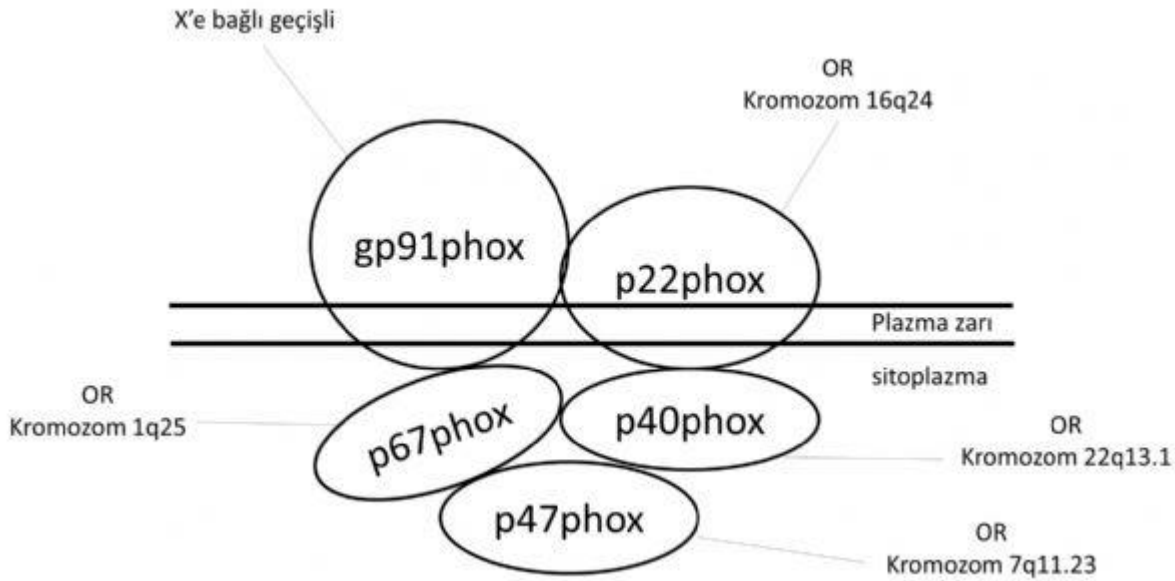 X'e bağlı geçişli
OR
Kromozom 16q24
gp91phox
p22phox
Plazma zarı
sitoplazma
OR
Kromozom 1q25
p67phox
p40phox
OR
Kromozom 22q13.1
p47phox
OR
Kromozom 7q11.23